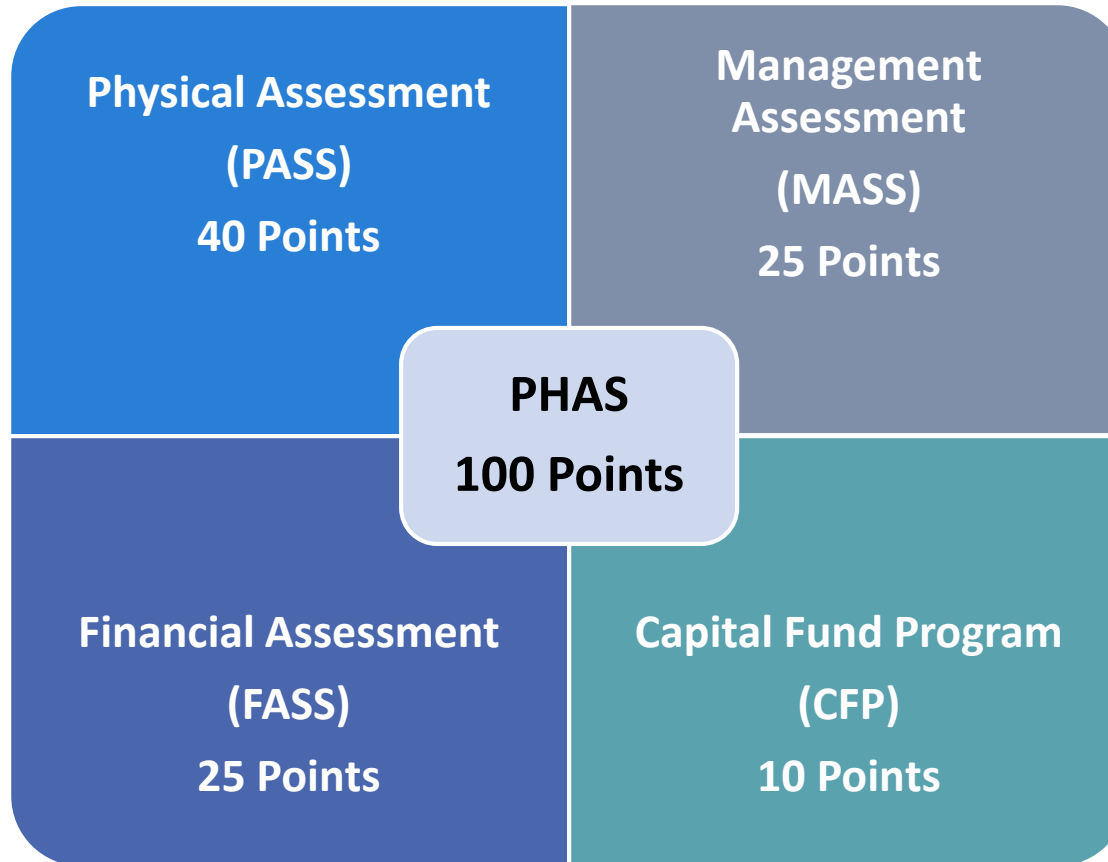 Physical Assessment
(PASS)
40 Points
Management
Assessment
(MASS)
25 Points
PHAS
100 Points
Financial Assessment
(FASS)
25 Points
Capital Fund Program
(CFP)
10 Points